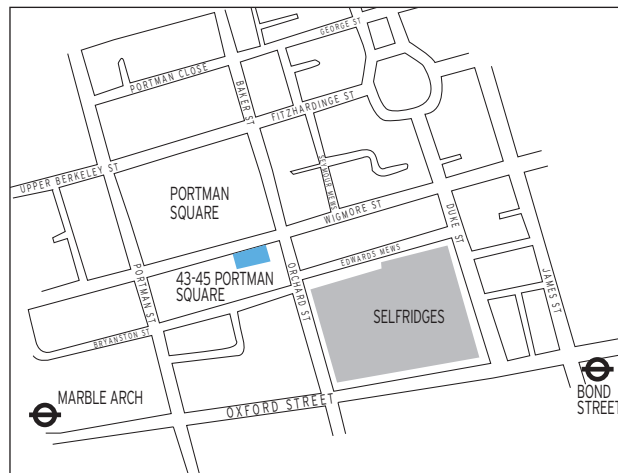 GEORGE ST
PORTMAN CLOSE
BAKER ST
FITZHARDINGE ST
UPPER BERKELEY ST
SEYMOUR MEWS
PORTMAN
SQUARE
WIGMORE ST
DUKE ST
EDWARDS MEWS
PORTMAN ST
43-45 PORTMAN
SQUARE
ORCHARD ST
JAMES ST
SELFRIDGES
BRYANSTON ST
MARBLE ARCH
OXFORD STREET
BOND
STREET